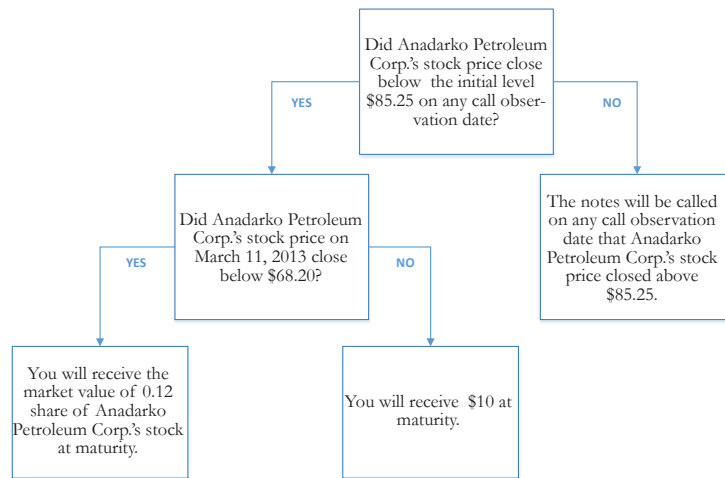 Did Anadarko Petroleum
Corp.'s stock price close
below the initial level
$85.25 on any call obser-
vation date?
YES
NO
Did Anadarko Petroleum
Corp.'s stock price on
March 11, 2013 close
below $68.20?
The notes will be called
on any call observation
date that Anadarko
Petroleum Corp.'s stock
price closed above
$85.25.
YES
NO
You will receive the
market value of 0.12
share of Anadarko
Petroleum Corp.'s stock
at maturity.
You will receive $10 at
maturity.